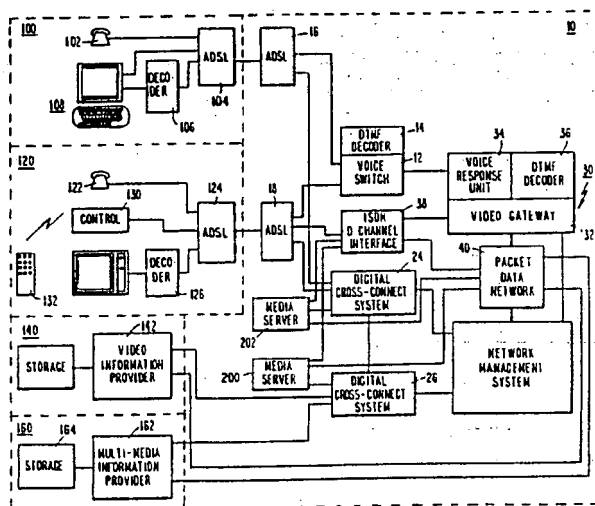 100
102
ADSL
104
108
DECO-
DER
106
16
ADSL
10
DTMF
DECODER
14
VOICE
SWITCH
12
34
36
VOICE
RESPONSE
UNIT
DTMF
DECODER
30
VIDEO GATEWAY
32
120
122
130
CONTROL
124
ADSL
132
DECO-
DER
126
18
ADSL
ISDN
D CHANNEL
INTERFACE
38
40
PACKET
DATA
NETWORK
24
DIGITAL
CROSS-CONNECT
SYSTEM
MEDIA
SERVER
202
MEDIA
SERVER
200
DIGITAL
CROSS-CONNECT
SYSTEM
26
NETWORK
MANAGEMENT
SYSTEM
140
142
STORAGE
VIDEO
INFORMATION
PROVIDER
160
164
162
STORAGE
MULTI-MEDIA
INFORMATION
PROVIDER